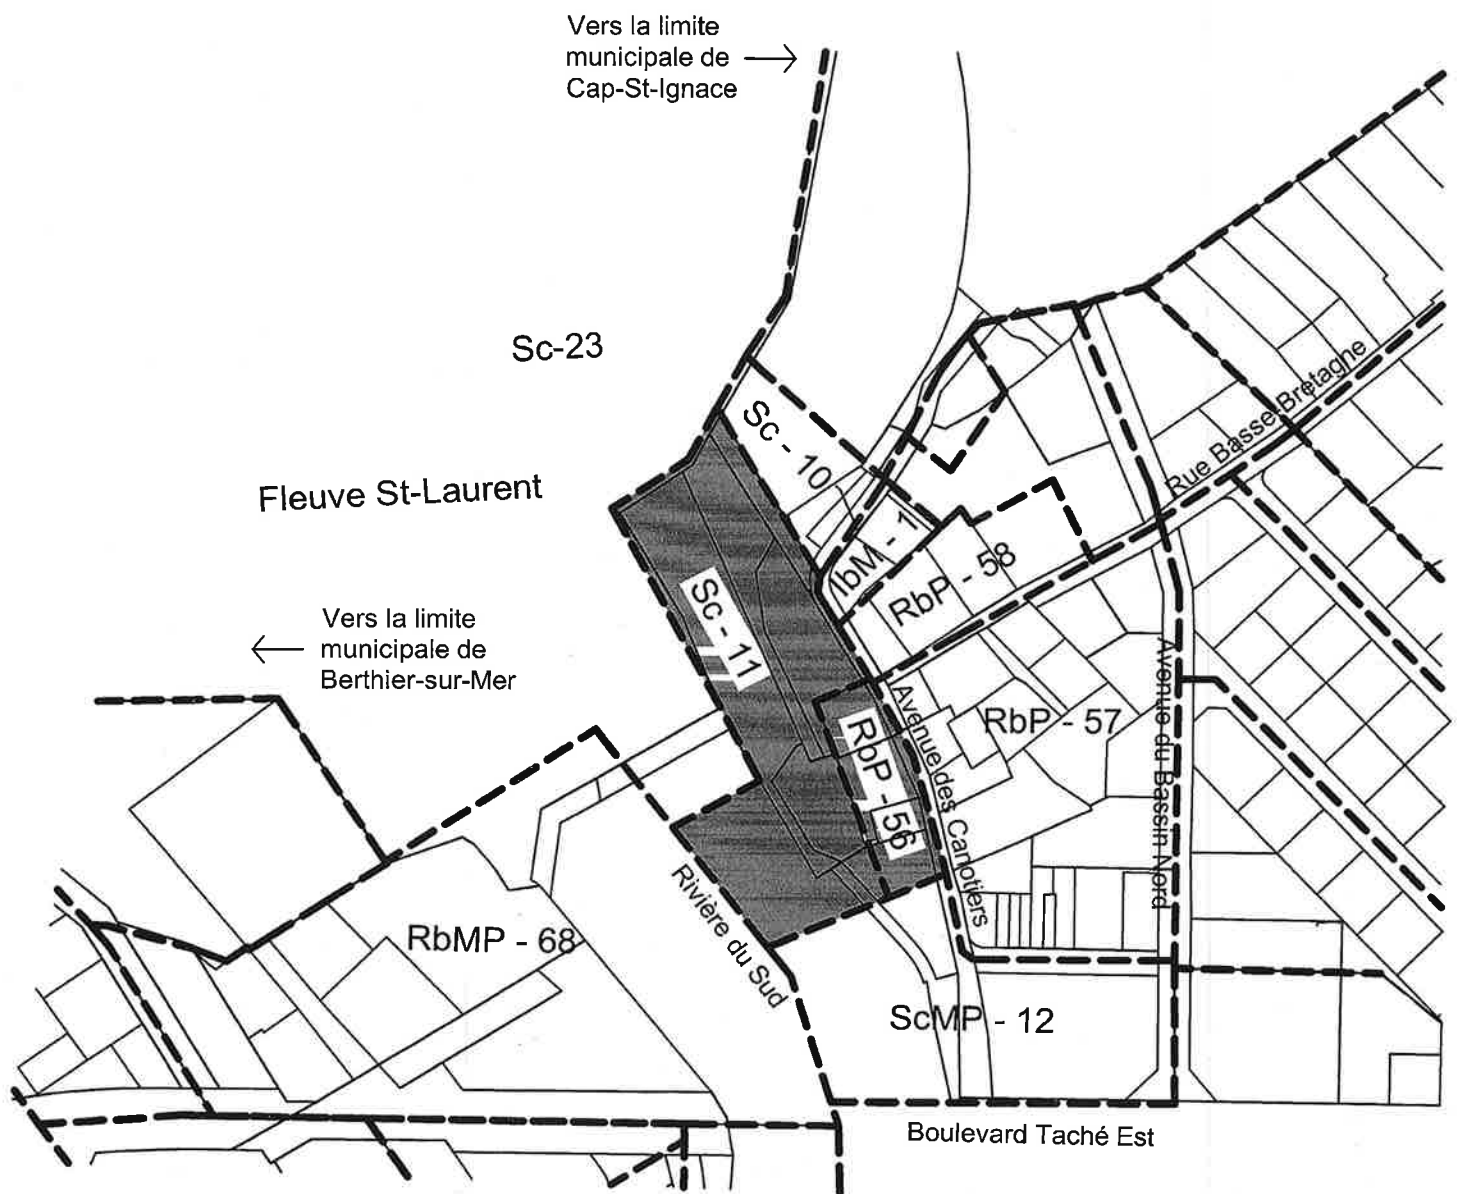 Vers la limite
municipale de
Cap-St-Ignace
Sc-23
Sc - 10
Rue Basse-Bretagne
Fleuve St-Laurent
IbM - 1
RbP - 58
Sc - 11
Vers la limite
municipale de
Berthier-sur-Mer
Avenue des Canotiers
RbP - 57
Avenue du Bassin Nord
RbP - 56
Rivière du Sud
RbMP - 68
ScMP - 12
Boulevard Taché Est